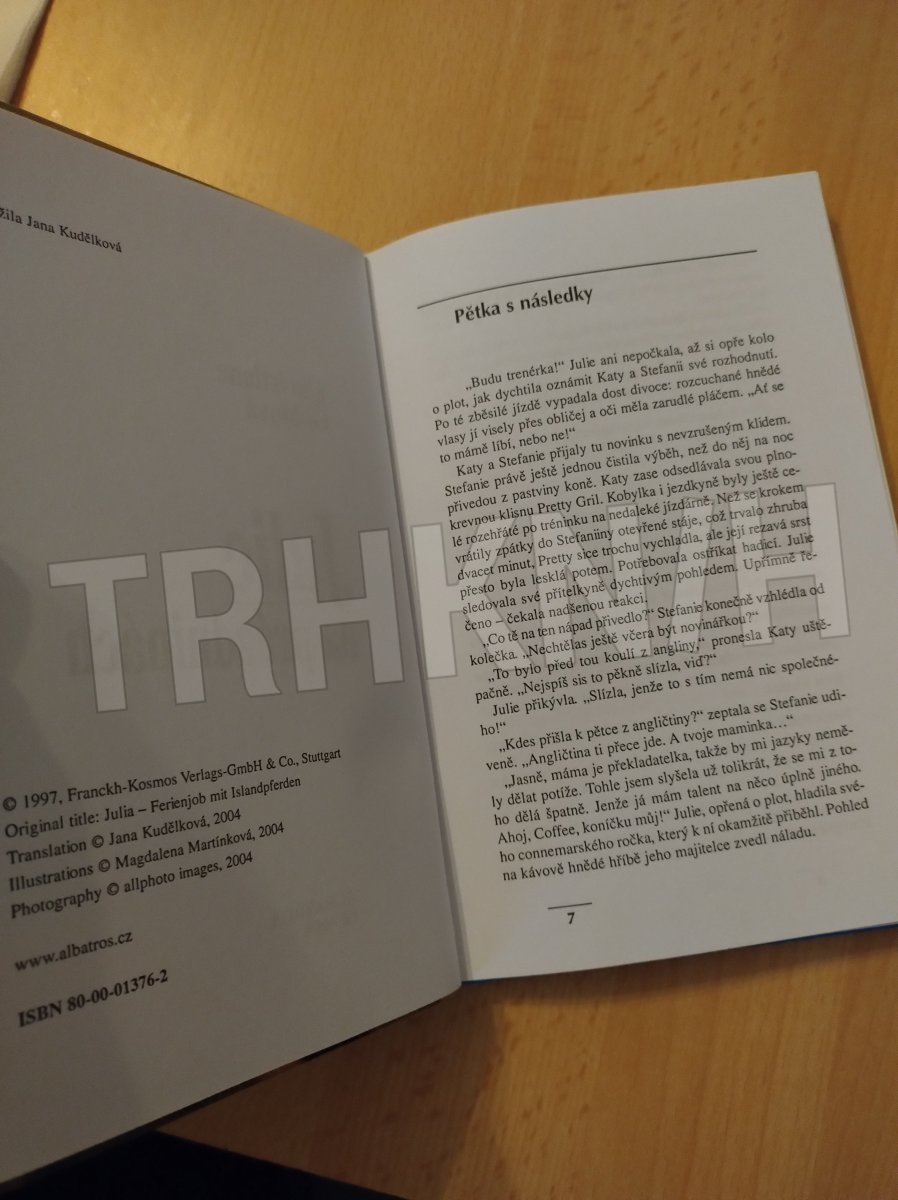 žila Jana Kudělková
© 1997, Franckh-Kosmos Verlags-GmbH & Co., Stuttgart
Original title: Julia – Ferienjob mit Islandpferden
Translation © Jana Kudělková, 2004
Illustrations © Magdalena Martínková, 2004
Photography © allphoto images, 2004
www.albatros.cz
ISBN 80-00-01376-2
Pětka s následky
„Budu trenérka!“ Julie ani nepočkala, až si opře kolo
o plot, jak dychtila oznámit Katy a Stefanii své rozhodnutí.
Po té zběsilé jízdě vypadala dost divoce: rozcuchané hnědé
vlasy jí visely přes obličej a oči měla zarudlé pláčem. „Ať se
to mámě líbí, nebo ne!“
Katy a Stefanie přijaly tu novinku s nevzrušeným klidem.
Stefanie právě ještě jednou čistila výběh, než do něj na noc
přivedou z pastviny koně. Katy zase odsedlávala svou plno-
krevnou klisnu Pretty Gril. Kobylka i jezdkyně byly ještě ce-
lé rozehřáté po tréninku na nedaleké jízdárně. Než se krokem
vrátily zpátky do Stefaniiny otevřené stáje, což trvalo zhruba
dvacet minut, Pretty sice trochu vychladla, ale její rezavá srst
přesto byla lesklá potem. Potřebovala ostříkat hadicí. Julie
sledovala své přítelkyně dychtivým pohledem. Upřímně ře-
čeno – čekala nadšenou reakci.
„Co tě na ten nápad přivedlo?“ Stefanie konečně vzhlédla od
kolečka. „Nechtělas ještě včera být novinářkou?“
„To bylo před tou koulí z angliny,“ pronesla Katy uště-
pačně. „Nejspíš sis to pěkně slízla, viď?“
Julie přikývla. „Slízla, jenže to s tím nemá nic společné-
ho!“
„Kdes přišla k pětce z angličtiny?“ zeptala se Stefanie udi-
veně. „Angličtina ti přece jde. A tvoje maminka…“
„Jasně, máma je překladatelka, takže by mi jazyky nemě-
ly dělat potíže. Tohle jsem slyšela už tolikrát, že se mi z to-
ho dělá špatně. Jenže já mám talent na něco úplně jiného.
Ahoj, Coffee, koníčku můj!“ Julie, opřená o plot, hladila své-
ho connemarského ročka, který k ní okamžitě přiběhl. Pohled
na kávově hnědé hříbě jeho majitelce zvedl náladu.
7